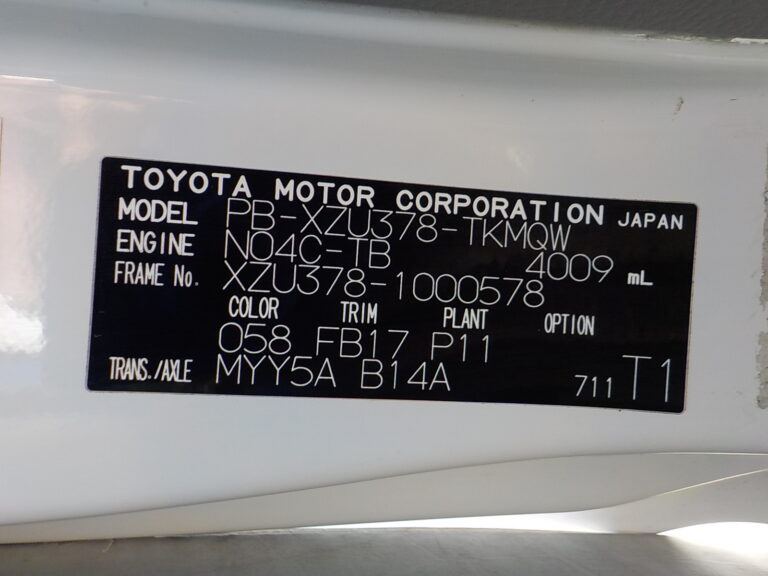 TOYOTA MOTOR CORPORATION JAPAN
MODEL PB-XZU378-TKMQW
ENGINE N04C-TB 4009 mL
FRAME No. XZU378-1000578
COLOR TRIM PLANT OPTION
058 FB17 P11
TRANS./AXLE MYY5A B14A 711 T1